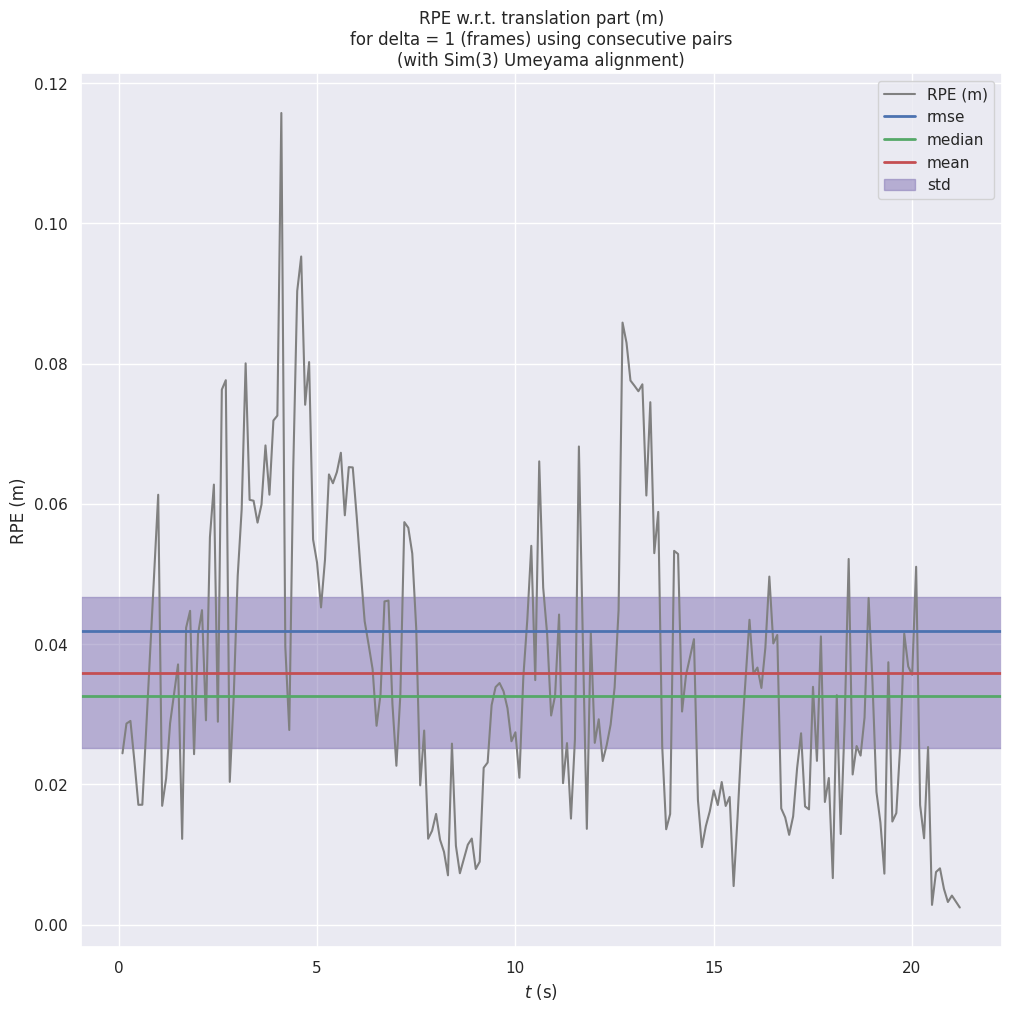 RPE w.r.t. translation part (m)
for delta = 1 (frames) using consecutive pairs
(with Sim(3) Umeyama alignment)
RPE (m)
rmse
median
mean
std
RPE (m)
0.12
0.10
0.08
0.06
0.04
0.02
0.00
0
5
10
15
20
t (s)